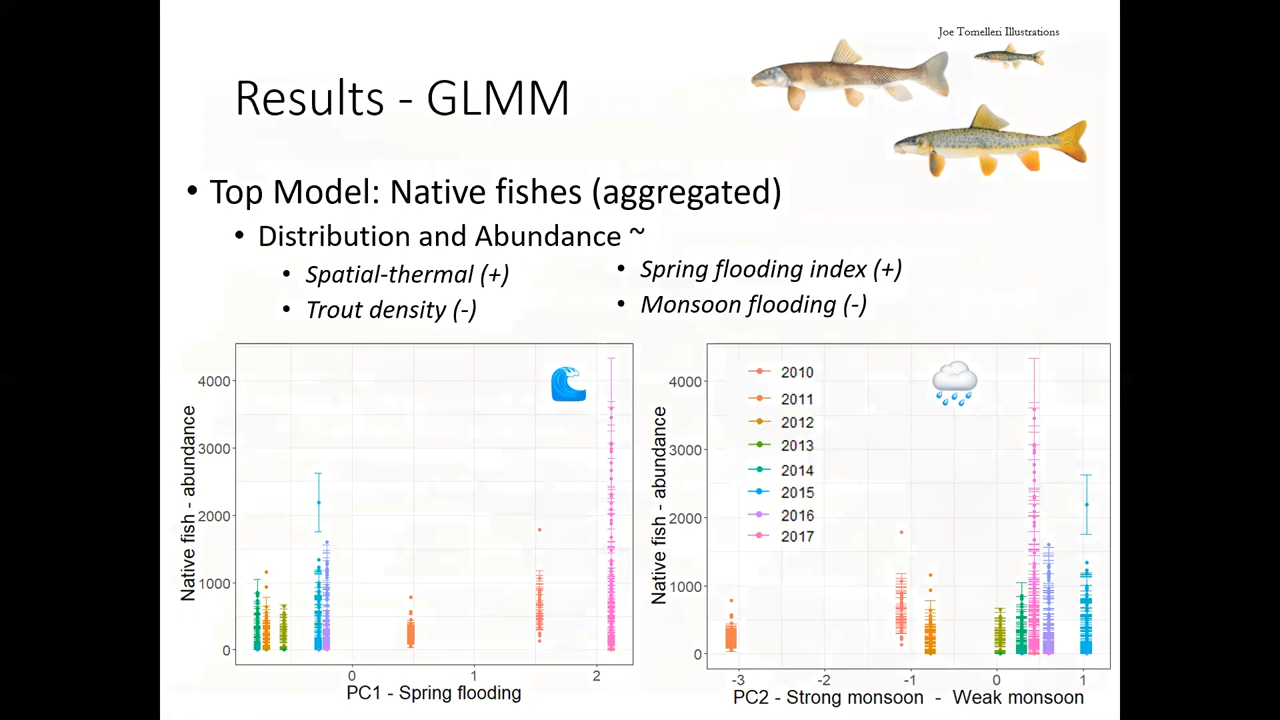 Joe Tomelleri Illustrations
Results - GLMM
• Top Model: Native fishes (aggregated)
• Distribution and Abundance ~
• Spatial-thermal (+)
• Trout density (-)
• Spring flooding index (+)
• Monsoon flooding (-)
Native fish - abundance
4000
3000
2000
1000
0
0
1
2
PC1 - Spring flooding
Native fish - abundance
4000
3000
2000
1000
0
2010
2011
2012
2013
2014
2015
2016
2017
-3
-2
-1
0
1
PC2 - Strong monsoon - Weak monsoon